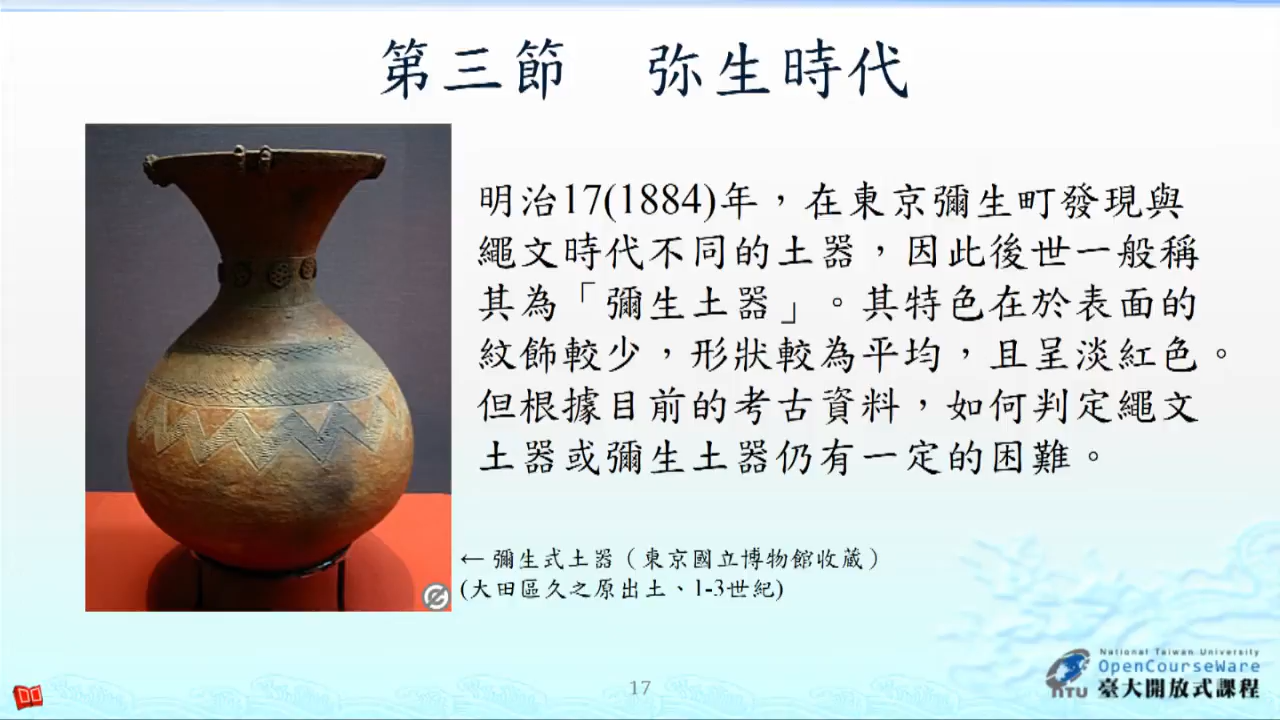 第三節　弥生時代
明治17(1884)年，在東京彌生町發現與
繩文時代不同的土器，因此後世一般稱
其為「彌生土器」。其特色在於表面的
紋飾較少，形狀較為平均，且呈淡紅色。
但根據目前的考古資料，如何判定繩文
土器或彌生土器仍有一定的困難。
← 彌生式土器（東京國立博物館收藏）
(大田區久之原出土、1-3世紀)
17
National Taiwan University
OpenCourseWare
NTU 臺大開放式課程